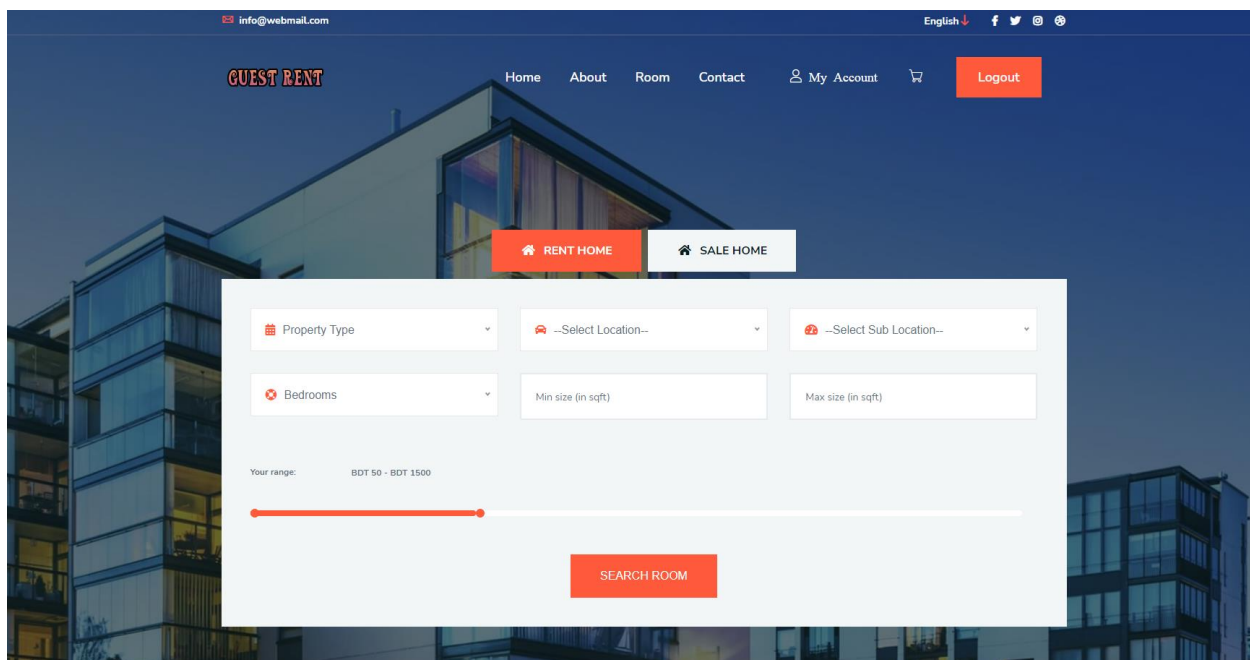 info@webmail.com English
GUEST RENT Home About Room Contact My Account Logout
RENT HOME SALE HOME
Property Type --Select Location-- --Select Sub Location--
Bedrooms Min size (in sqft) Max size (in sqft)
Your range: BDT 50 - BDT 1500
SEARCH ROOM